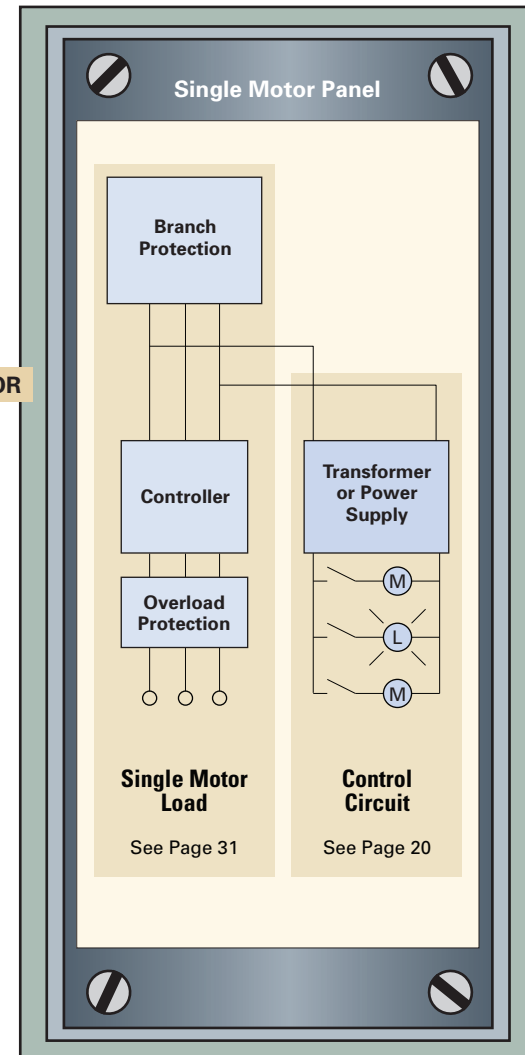 Single Motor Panel
Branch
Protection
OR
Controller
Transformer
or Power
Supply
Overload
Protection
M
L
M
Single Motor
Load
See Page 31
Control
Circuit
See Page 20